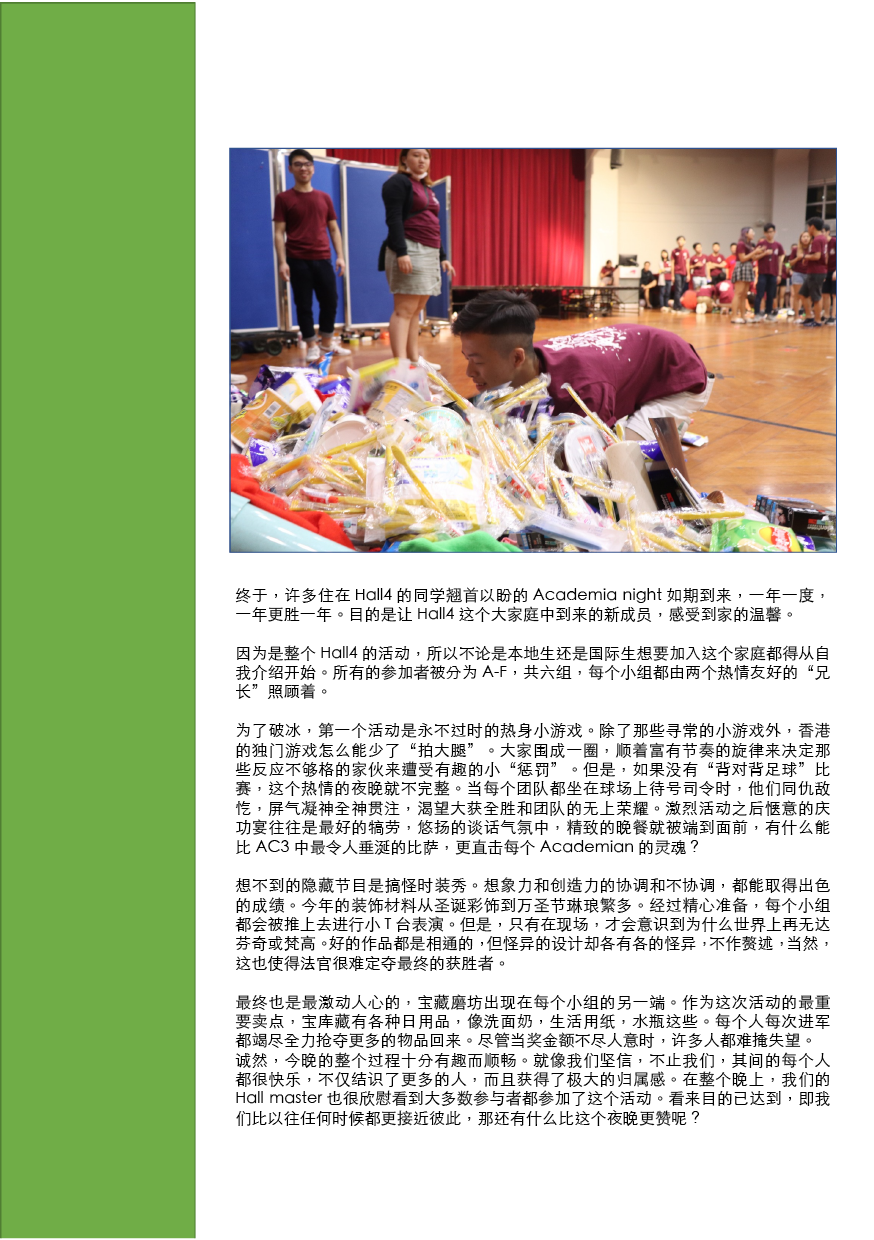 终于，许多住在 Hall4 的同学翘首以盼的 Academia night 如期到来，一年一度，
一年更胜一年。目的是让 Hall4 这个大家庭中到来的新成员，感受到家的温馨。
因为是整个 Hall4 的活动，所以不论是本地生还是国际生想要加入这个家庭都得从自
我介绍开始。所有的参加者被分为 A-F，共六组，每个小组都由两个热情友好的“兄
长”照顾着。
为了破冰，第一个活动是永不过时的热身小游戏。除了那些寻常的小游戏外，香港
的独门游戏怎么能少了“拍大腿”。大家围成一圈，顺着富有节奏的旋律来决定那
些反应不够格的家伙来遭受有趣的小“惩罚”。但是，如果没有“背对背足球”比
赛，这个热情的夜晚就不完整。当每个团队都坐在球场上待号司令时，他们同仇敌
忾，屏气凝神全神贯注，渴望大获全胜和团队的无上荣耀。激烈活动之后惬意的庆
功宴往往是最好的犒劳，悠扬的谈话气氛中，精致的晚餐就被端到面前，有什么能
比 AC3 中最令人垂涎的比萨，更直击每个 Academian 的灵魂？
想不到的隐藏节目是搞怪时装秀。想象力和创造力的协调和不协调，都能取得出色
的成绩。今年的装饰材料从圣诞彩饰到万圣节琳琅繁多。经过精心准备，每个小组
都会被推上去进行小 T 台表演。但是，只有在现场，才会意识到为什么世界上再无达
芬奇或梵高。好的作品都是相通的，但怪异的设计却各有各的怪异，不作赘述，当然，
这也使得法官很难定夺最终的获胜者。
最终也是最激动人心的，宝藏磨坊出现在每个小组的另一端。作为这次活动的最重
要卖点，宝库藏有各种日用品，像洗面奶，生活用纸，水瓶这些。每个人每次进军
都竭尽全力抢夺更多的物品回来。尽管当奖金额不尽人意时，许多人都难掩失望。
诚然，今晚的整个过程十分有趣而顺畅。就像我们坚信，不止我们，其间的每个人
都很快乐，不仅结识了更多的人，而且获得了极大的归属感。在整个晚上，我们的
Hall master 也很欣慰看到大多数参与者都参加了这个活动。看来目的已达到，即我
们比以往任何时候都更接近彼此，那还有什么比这个夜晚更赞呢？